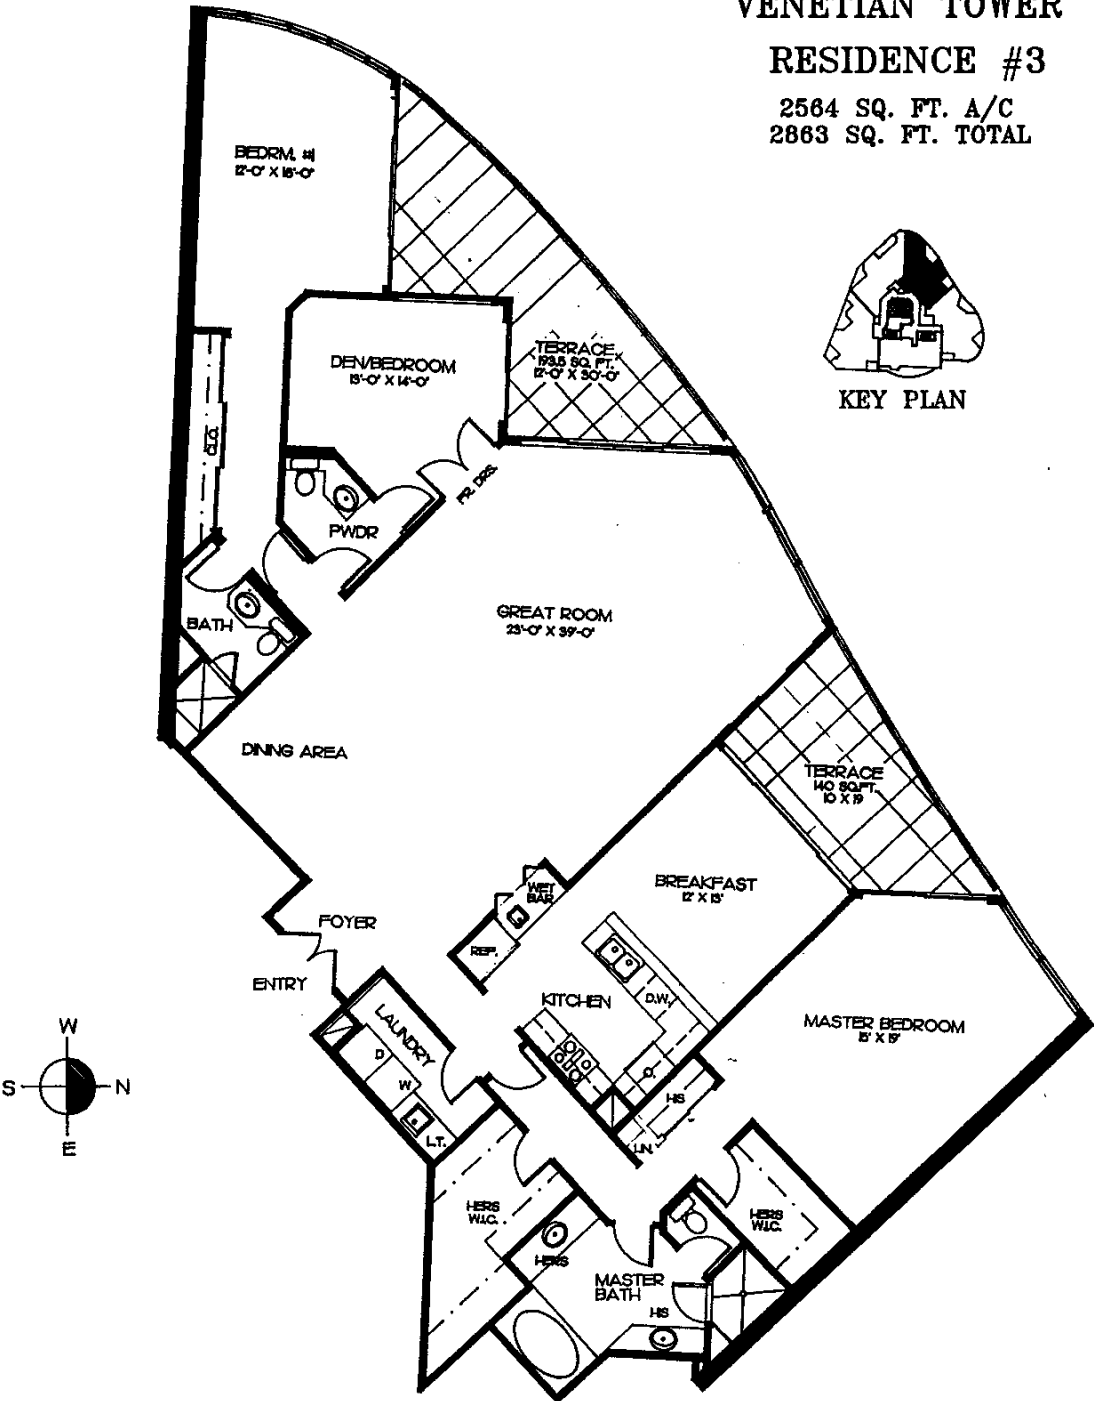 VENETIAN TOWER
RESIDENCE #3
2564 SQ. FT. A/C
2863 SQ. FT. TOTAL
KEY PLAN
BEDRM. #1
12'-0" X 16'-0"
DEN/BEDROOM
13'-0" X 14'-0"
TERRACE
193.5 SQ. FT.
12'-0" X 30'-0"
CLO.
FR. DRS.
PWDR
BATH
GREAT ROOM
23'-0" X 39'-0"
DINING AREA
TERRACE
140 SQ.FT.
10 X 19
WET
BAR
REF.
BREAKFAST
12' X 13'
FOYER
ENTRY
KITCHEN
D.W.
O.
LAUNDRY
D
W
L.T.
MASTER BEDROOM
15' X 19'
HIS
LIN.
HERS
W.I.C.
HERS
W.I.C.
HERS
MASTER
BATH
HIS
W
S
N
E